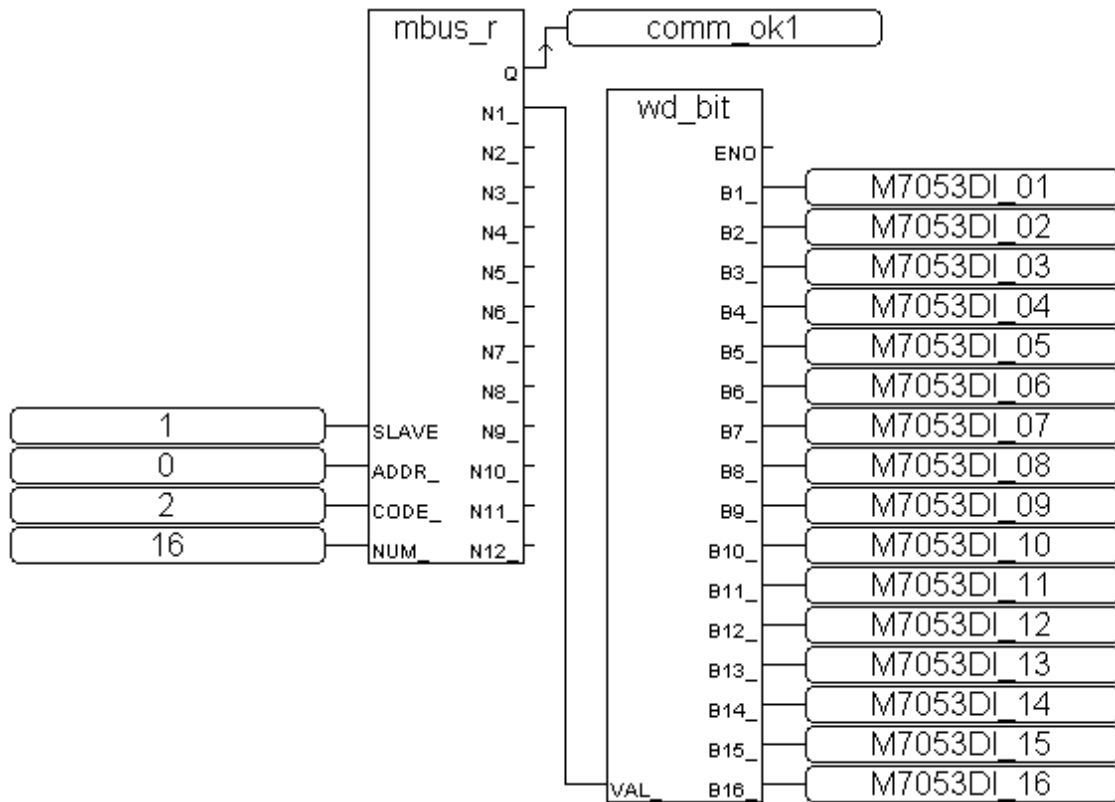 mbus_r
comm_ok1
Q
N1_
wd_bit
N2_
ENO
N3_
B1_ M7053DI_01
N4_
B2_ M7053DI_02
N5_
B3_ M7053DI_03
N6_
B4_ M7053DI_04
N7_
B5_ M7053DI_05
N8_
B6_ M7053DI_06
1 SLAVE N9_
B7_ M7053DI_07
0 ADDR_ N10_
B8_ M7053DI_08
2 CODE_ N11_
B9_ M7053DI_09
16 NUM_ N12_
B10_ M7053DI_10
B11_ M7053DI_11
B12_ M7053DI_12
B13_ M7053DI_13
B14_ M7053DI_14
B15_ M7053DI_15
VAL_ B16_ M7053DI_16